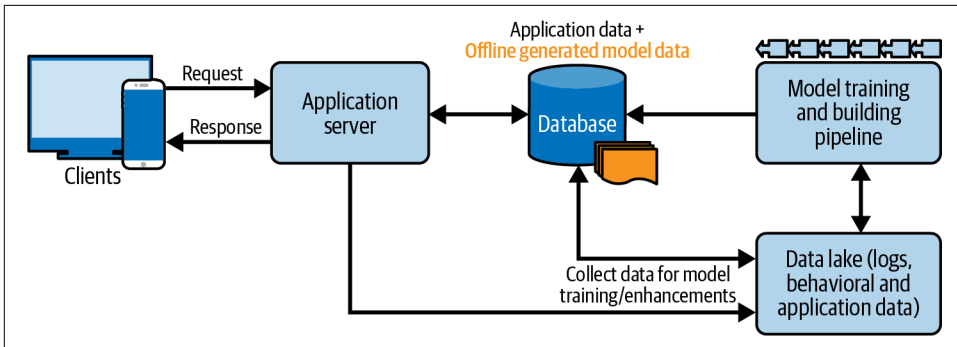 Application data +
Offline generated model data
Request
Response
Clients
Application
server
Database
Model training
and building
pipeline
Collect data for model
training/enhancements
Data lake (logs,
behavioral and
application data)